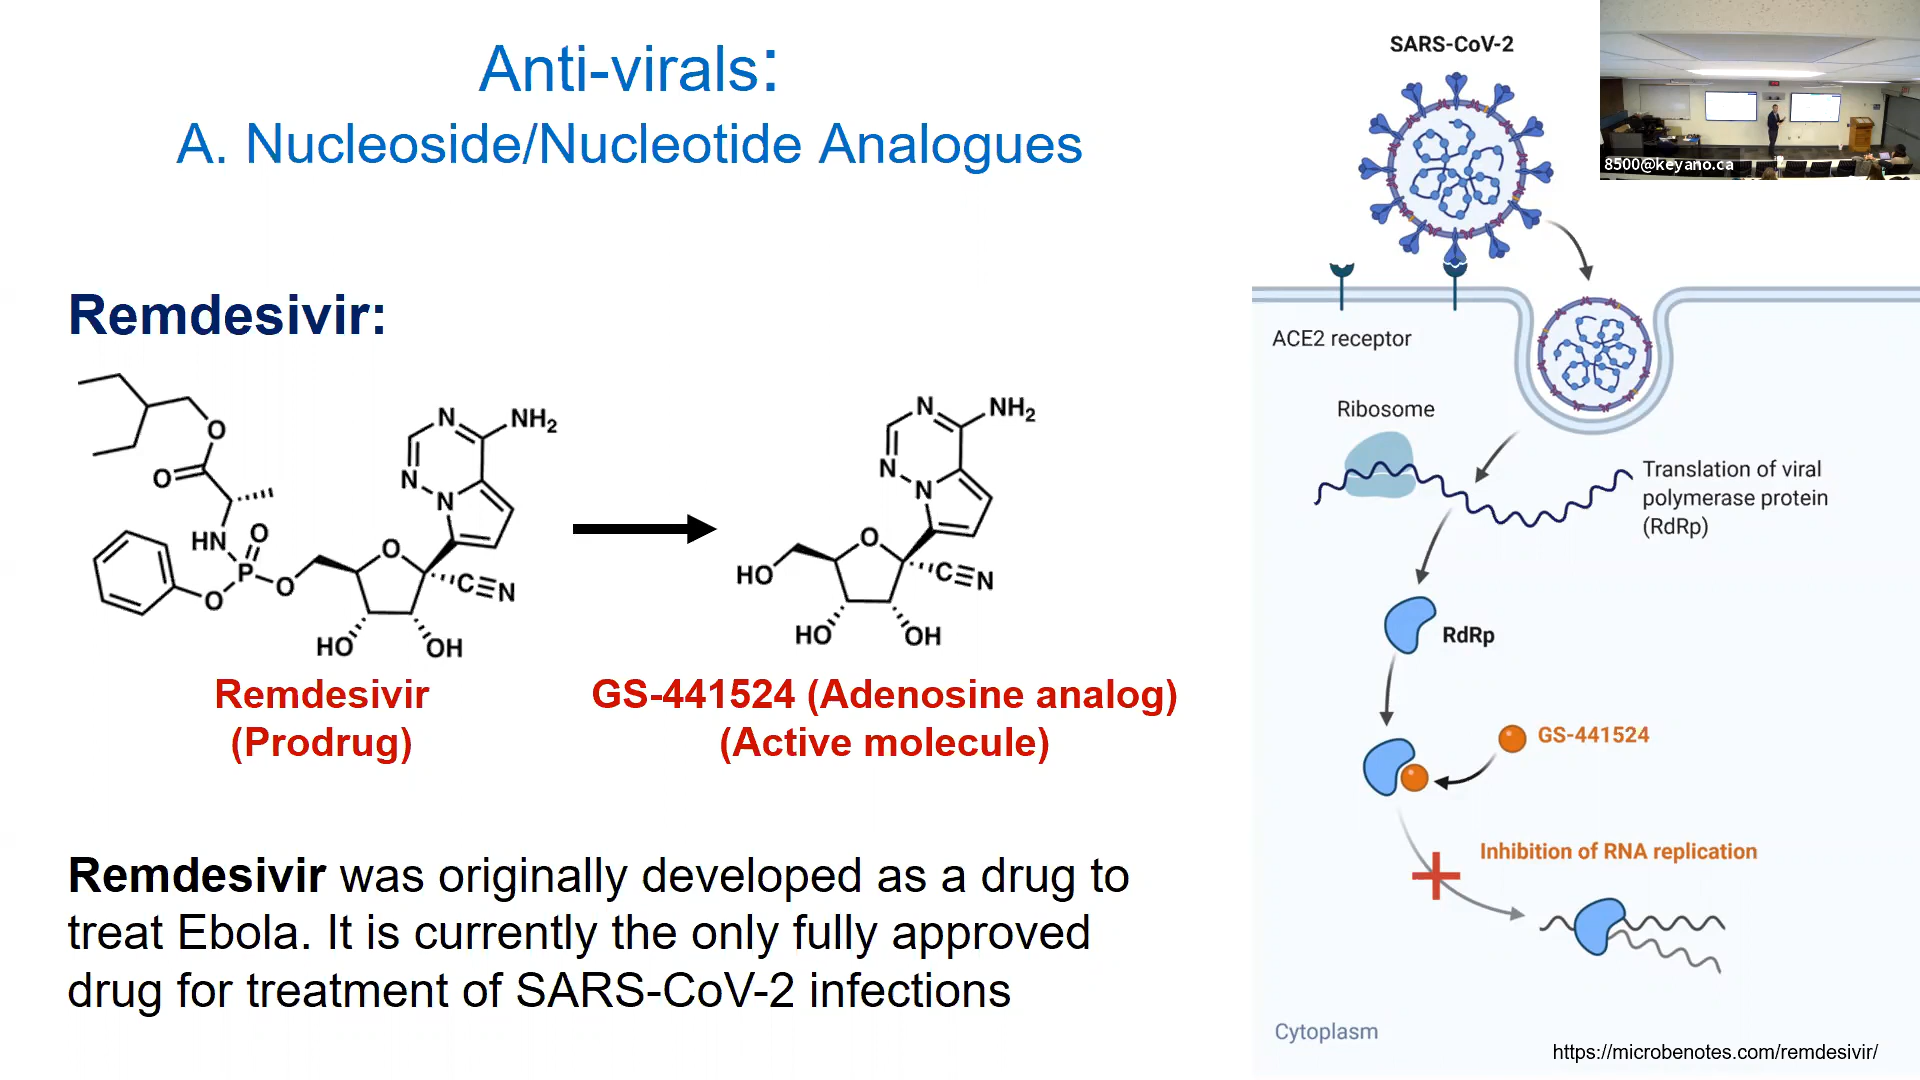 Anti-virals:
A. Nucleoside/Nucleotide Analogues
Remdesivir:
O
O
HN
O
P
O
O
O
N
NH2
N
N
C≡N
HO
OH
Remdesivir
(Prodrug)
N
NH2
N
N
O
HO
C≡N
HO
OH
GS-441524 (Adenosine analog)
(Active molecule)
Remdesivir was originally developed as a drug to
treat Ebola. It is currently the only fully approved
drug for treatment of SARS-CoV-2 infections
SARS-CoV-2
ACE2 receptor
Ribosome
Translation of viral
polymerase protein
(RdRp)
RdRp
GS-441524
Inhibition of RNA replication
Cytoplasm
https://microbenotes.com/remdesivir/
8500@keyano.ca